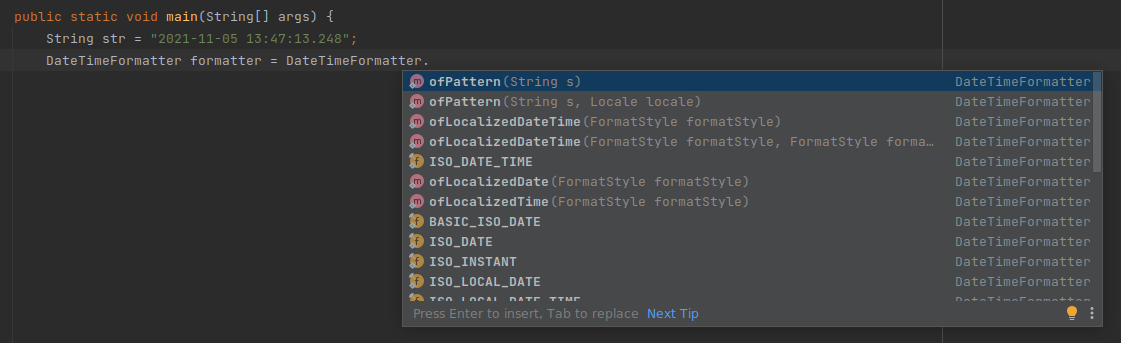 public static void main(String[] args) {
String str = "2021-11-05 13:47:13.248";
DateTimeFormatter formatter = DateTimeFormatter.
m ofPattern(String s) DateTimeFormatter
m ofPattern(String s, Locale locale) DateTimeFormatter
m ofLocalizedDateTime(FormatStyle formatStyle) DateTimeFormatter
m ofLocalizedDateTime(FormatStyle formatStyle, FormatStyle forma… DateTimeFormatter
f ISO_DATE_TIME DateTimeFormatter
m ofLocalizedDate(FormatStyle formatStyle) DateTimeFormatter
m ofLocalizedTime(FormatStyle formatStyle) DateTimeFormatter
f BASIC_ISO_DATE DateTimeFormatter
f ISO_DATE DateTimeFormatter
f ISO_INSTANT DateTimeFormatter
f ISO_LOCAL_DATE DateTimeFormatter
f ISO_LOCAL_DATE_TIME DateTimeFormatter
Press Enter to insert, Tab to replace Next Tip